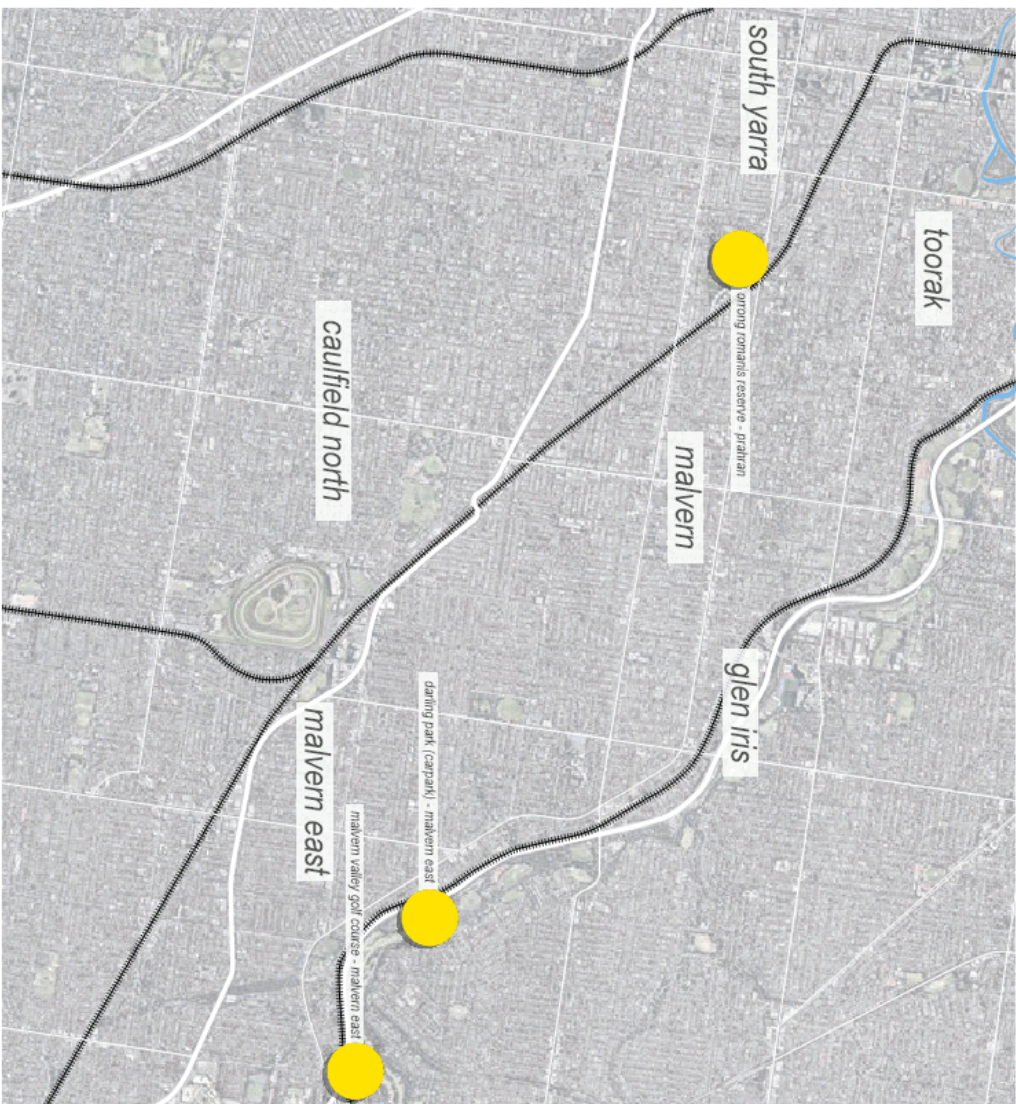 toorak
south yarra
orrong romanis reserve - prahran
glen iris
malvern
darling park (carpark) - malvern east
malvern valley golf course - malvern east
caulfield north
malvern east